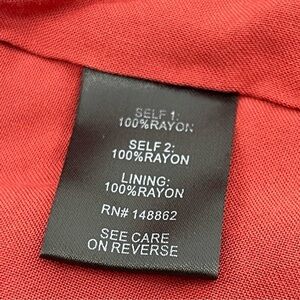 SELF 1:
100%RAYON
SELF 2:
100%RAYON
LINING:
100%RAYON
RN# 148862
SEE CARE
ON REVERSE